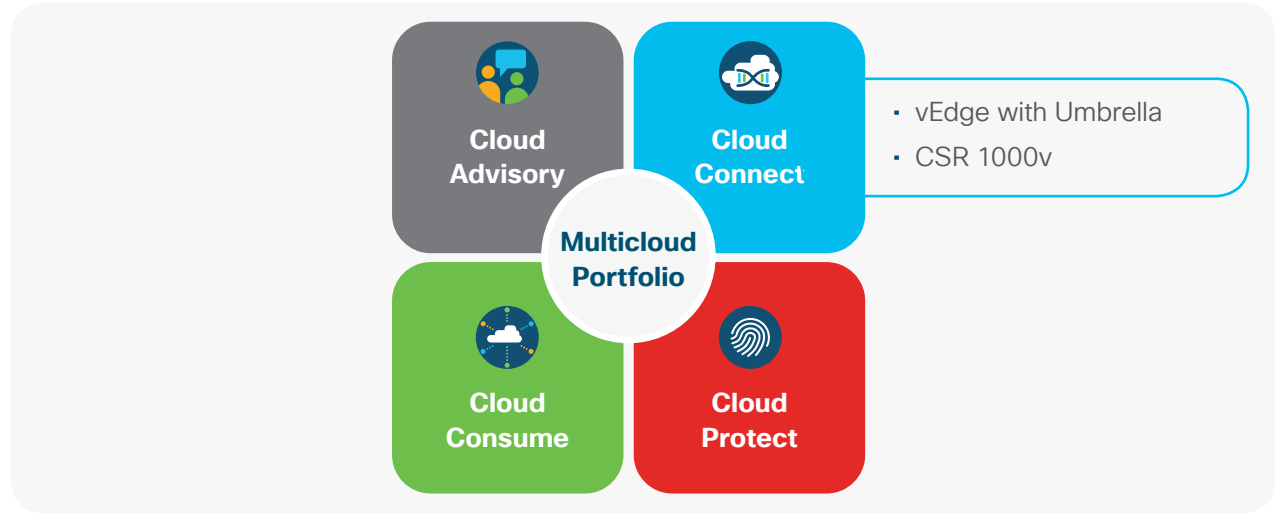 Cloud
Advisory
Cloud
Connect
▪ vEdge with Umbrella
▪ CSR 1000v
Multicloud
Portfolio
Cloud
Consume
Cloud
Protect